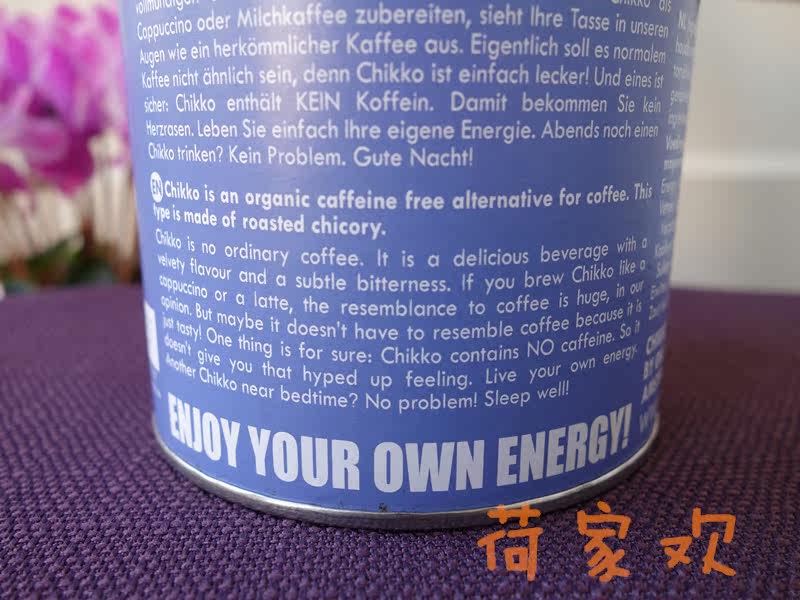 vollmundigen
Chikko als
Cappuccino oder Milchkaffee zubereiten, sieht Ihre Tasse in unseren
Augen wie ein herkömmlicher Kaffee aus. Eigentlich soll es normalem
Kaffee nicht ähnlich sein, denn Chikko ist einfach lecker! Und eines ist
sicher: Chikko enthält KEIN Koffein. Damit bekommen Sie kein
Herzrasen. Leben Sie einfach Ihre eigene Energie. Abends noch einen
Chikko trinken? Kein Problem. Gute Nacht!
EN Chikko is an organic caffeine free alternative for coffee. This
type is made of roasted chicory.
Chikko is no ordinary coffee. It is a delicious beverage with a
velvety flavour and a subtle bitterness. If you brew Chikko like a
cappuccino or a latte, the resemblance to coffee is huge, in our
opinion. But maybe it doesn't have to resemble coffee because it is
just tasty! One thing is for sure: Chikko contains NO caffeine. So it
doesn't give you that hyped up feeling. Live your own energy.
Another Chikko near bedtime? No problem! Sleep well!
ENJOY YOUR OWN ENERGY!
荷家欢